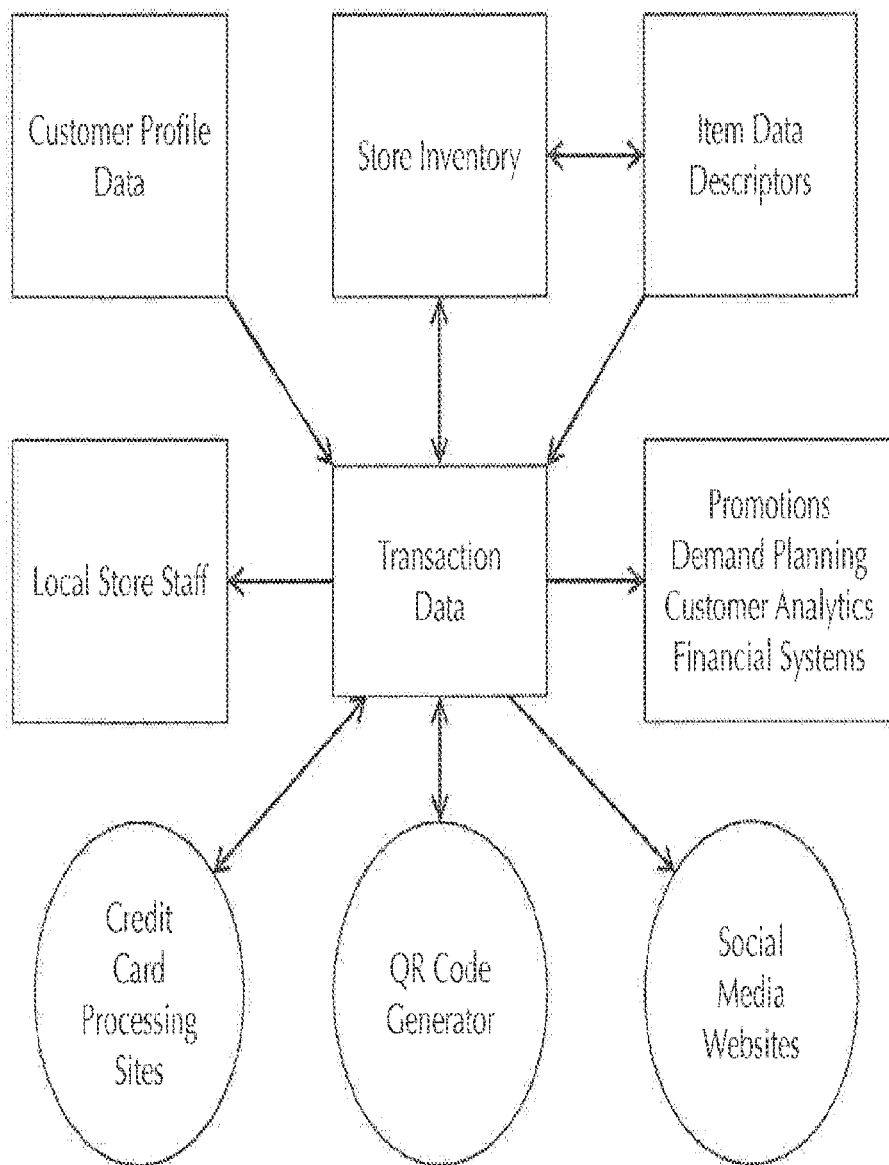 Customer Profile
Data
Store Inventory
Item Data
Descriptors
Local Store Staff
Transaction
Data
Promotions
Demand Planning
Customer Analytics
Financial Systems
Credit
Card
Processing
Sites
QR Code
Generator
Social
Media
Websites